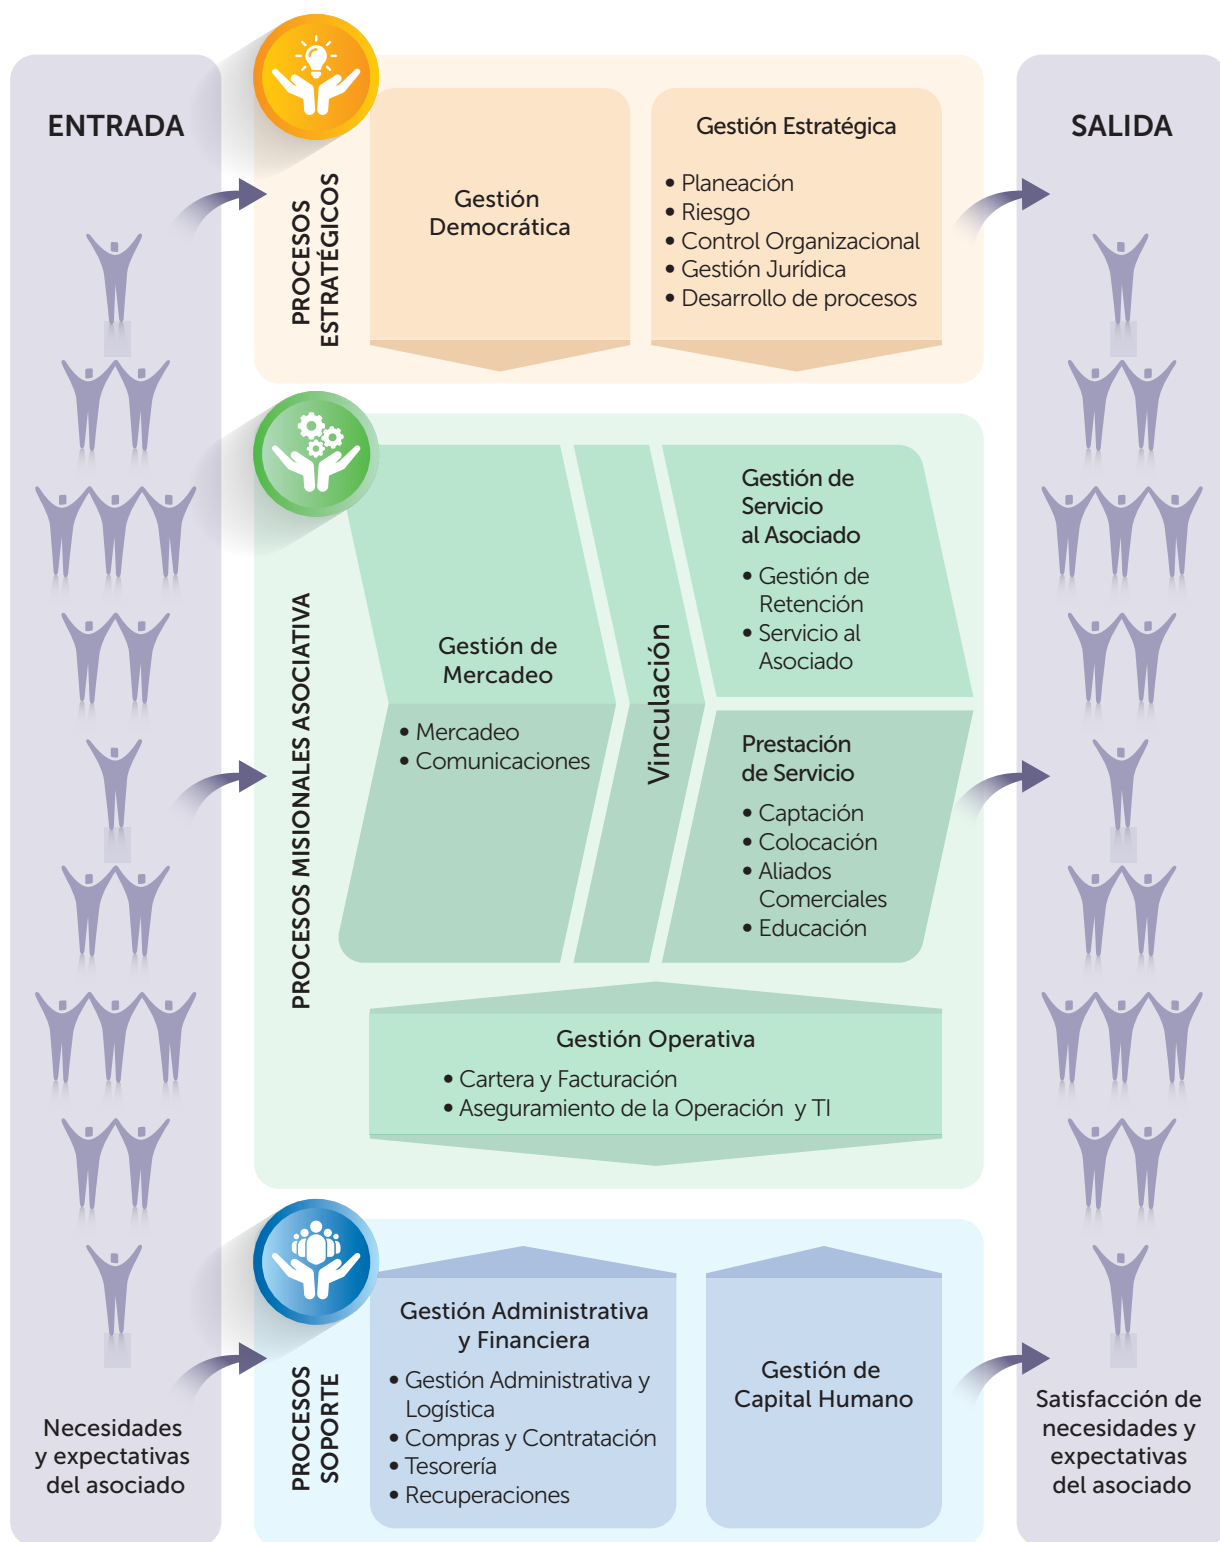 ENTRADA
Necesidades
y expectativas
del asociado
PROCESOS
ESTRATÉGICOS
Gestión
Democrática
Gestión Estratégica
• Planeación
• Riesgo
• Control Organizacional
• Gestión Jurídica
• Desarrollo de procesos
PROCESOS MISIONALES ASOCIATIVA
Gestión de
Mercadeo
• Mercadeo
• Comunicaciones
Vinculación
Gestión de
Servicio
al Asociado
• Gestión de
Retención
• Servicio al
Asociado
Prestación
de Servicio
• Captación
• Colocación
• Aliados
Comerciales
• Educación
Gestión Operativa
• Cartera y Facturación
• Aseguramiento de la Operación y TI
PROCESOS
SOPORTE
Gestión Administrativa
y Financiera
• Gestión Administrativa y
Logística
• Compras y Contratación
• Tesorería
• Recuperaciones
Gestión de
Capital Humano
SALIDA
Satisfacción de
necesidades y
expectativas
del asociado